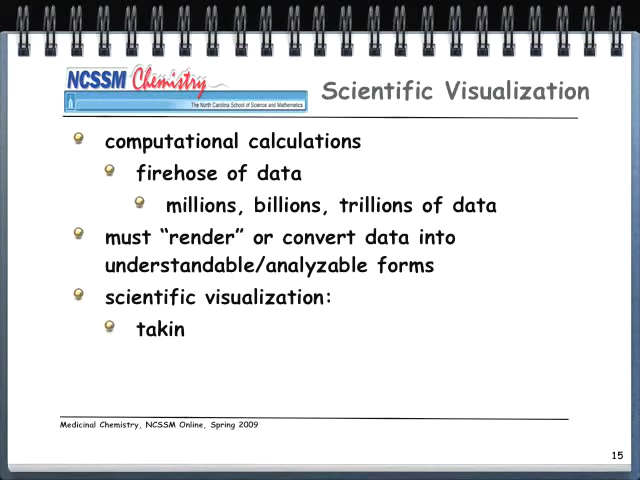 NCSSM Chemistry
The North Carolina School of Science and Mathematics
Scientific Visualization
computational calculations
firehose of data
millions, billions, trillions of data
must “render” or convert data into
understandable/analyzable forms
scientific visualization:
takin
Medicinal Chemistry, NCSSM Online, Spring 2009
15